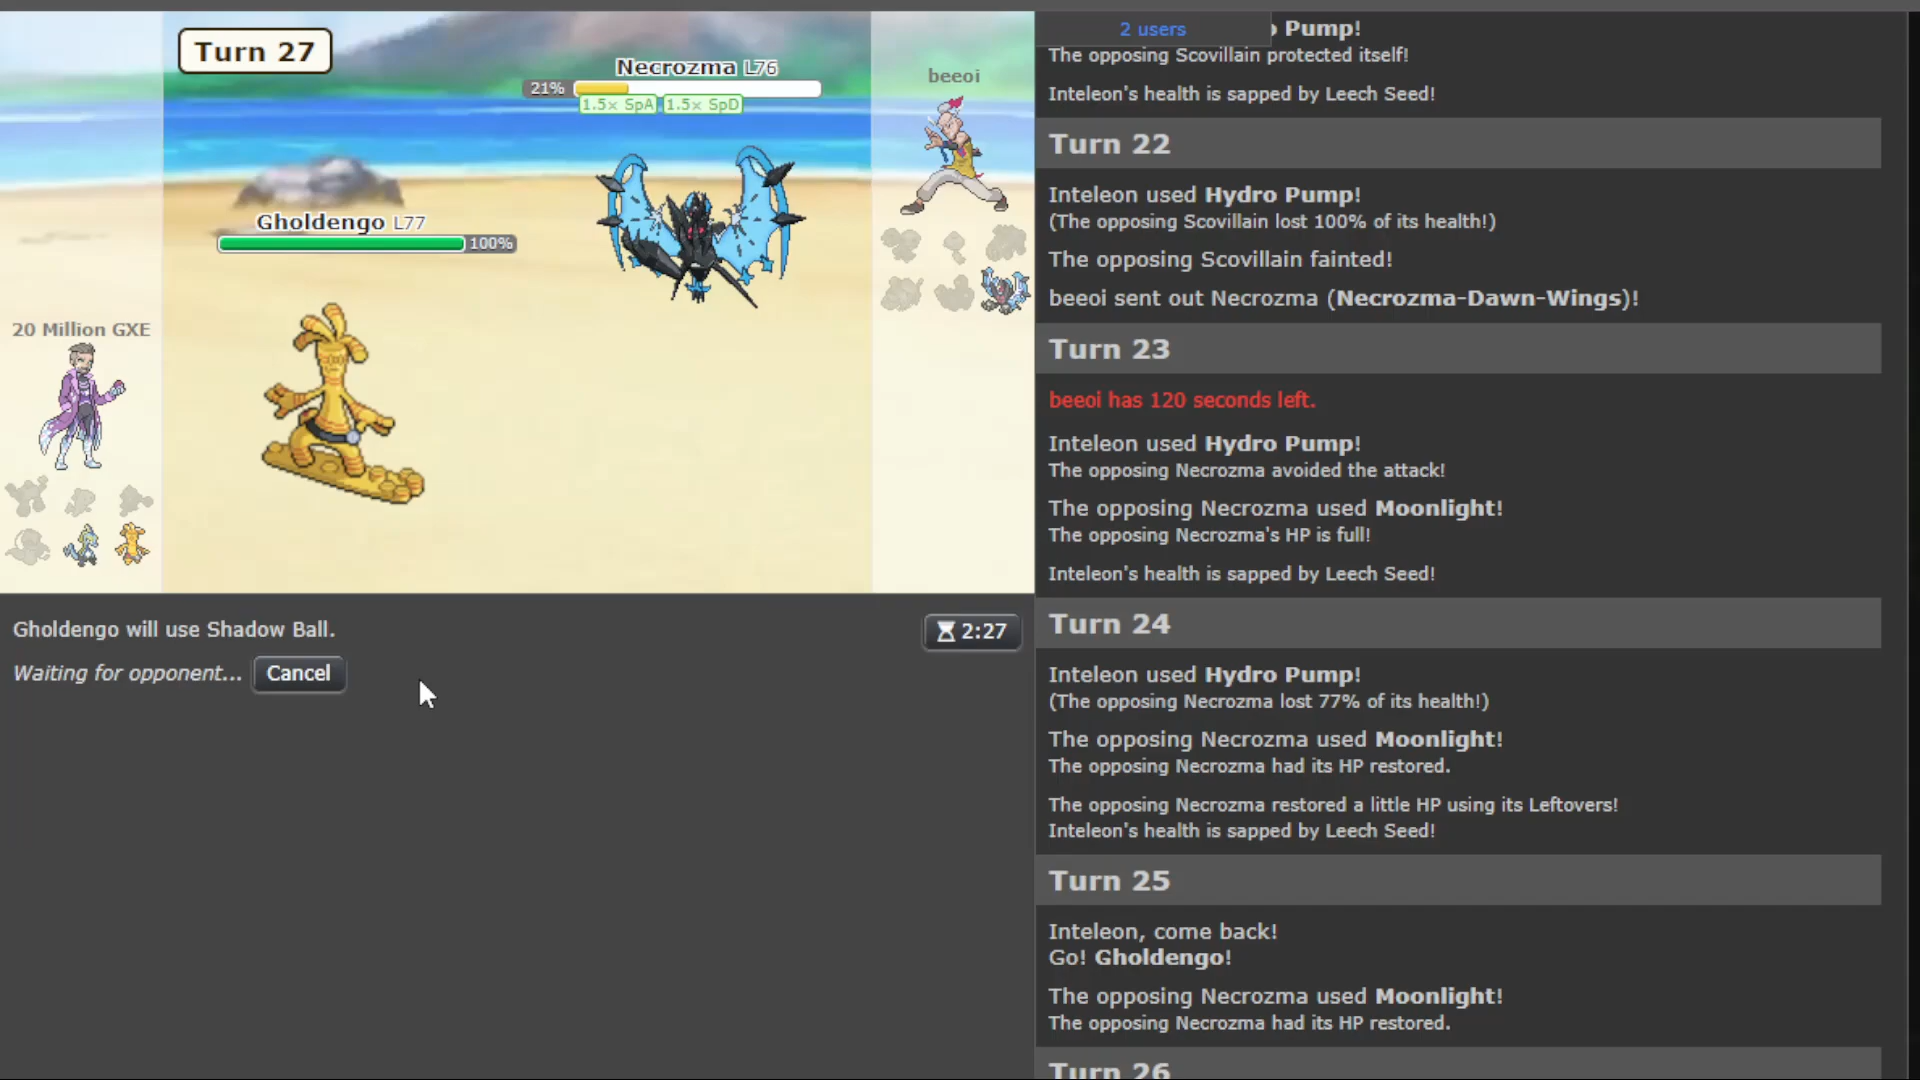 Turn 27
Necrozma L76
21%
1.5× SpA 1.5× SpD
Gholdengo L77
100%
beeoi
20 Million GXE
Gholdengo will use Shadow Ball.
2:27
Waiting for opponent... Cancel
2 users
Pump!
The opposing Scovillain protected itself!
Inteleon's health is sapped by Leech Seed!
Turn 22
Inteleon used Hydro Pump!
(The opposing Scovillain lost 100% of its health!)
The opposing Scovillain fainted!
beeoi sent out Necrozma (Necrozma-Dawn-Wings)!
Turn 23
beeoi has 120 seconds left.
Inteleon used Hydro Pump!
The opposing Necrozma avoided the attack!
The opposing Necrozma used Moonlight!
The opposing Necrozma's HP is full!
Inteleon's health is sapped by Leech Seed!
Turn 24
Inteleon used Hydro Pump!
(The opposing Necrozma lost 77% of its health!)
The opposing Necrozma used Moonlight!
The opposing Necrozma had its HP restored.
The opposing Necrozma restored a little HP using its Leftovers!
Inteleon's health is sapped by Leech Seed!
Turn 25
Inteleon, come back!
Go! Gholdengo!
The opposing Necrozma used Moonlight!
The opposing Necrozma had its HP restored.
Turn 26